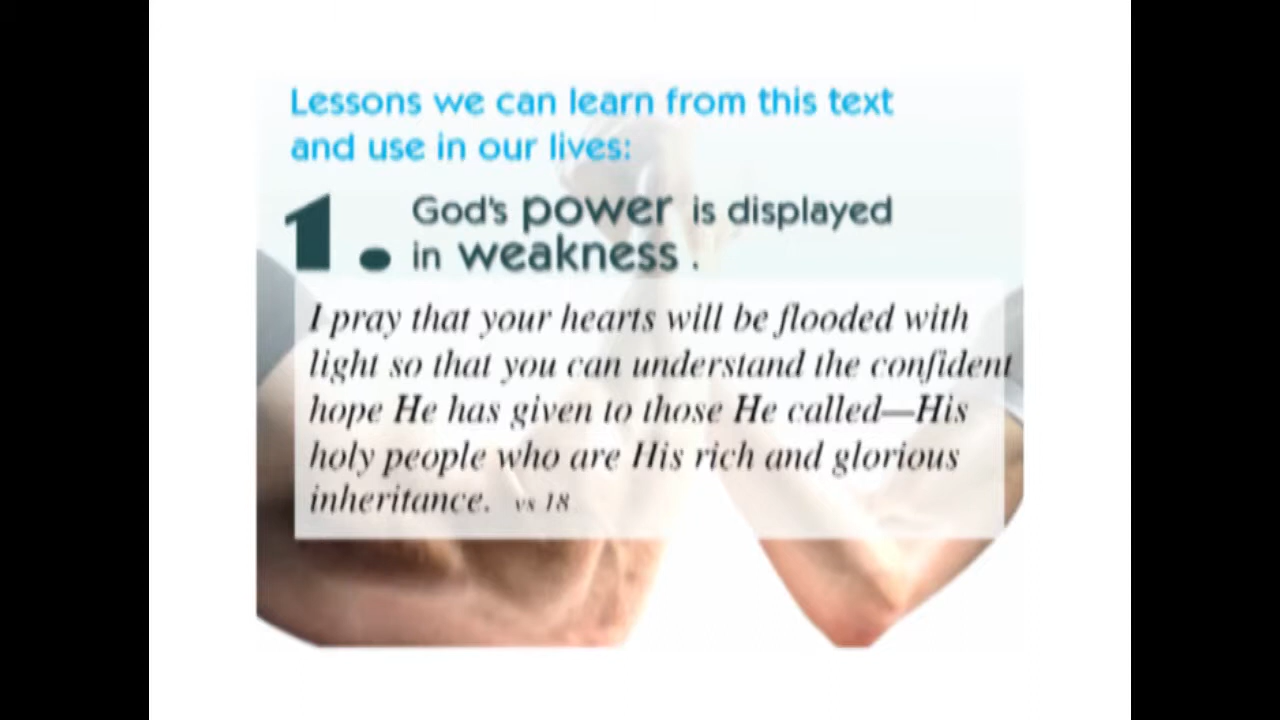 Lessons we can learn from this text
and use in our lives:
1. God's power is displayed
in weakness .
I pray that your hearts will be flooded with
light so that you can understand the confident
hope He has given to those He called—His
holy people who are His rich and glorious
inheritance. vs 18